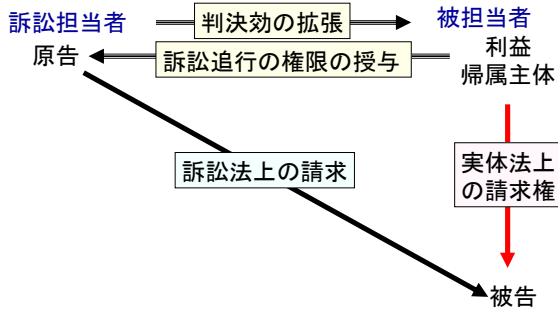 訴訟担当者
判決効の拡張
被担当者
原告
訴訟追行の権限の授与
利益
帰属主体
訴訟法上の請求
実体法上
の請求権
被告